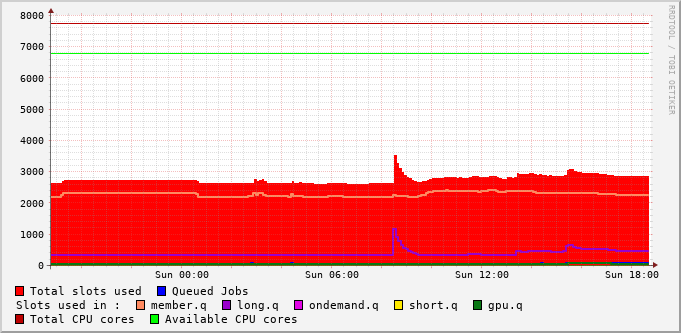 8000
7000
6000
5000
4000
3000
2000
1000
0
Sun 00:00 Sun 06:00 Sun 12:00 Sun 18:00
Total slots used Queued Jobs
Slots used in : member.q long.q ondemand.q short.q gpu.q
Total CPU cores Available CPU cores
RRDTOOL / TOBI OETIKER